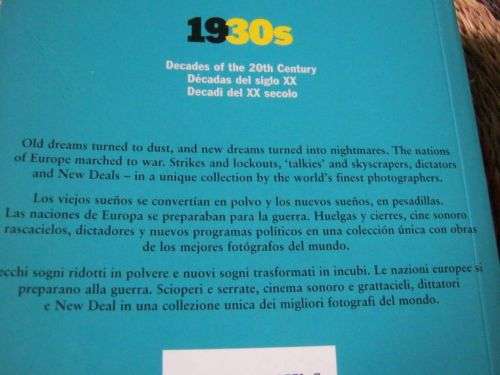 1930s
Decades of the 20th Century
Décadas del siglo XX
Decadi del XX secolo
Old dreams turned to dust, and new dreams turned into nightmares. The nations
of Europe marched to war. Strikes and lockouts, 'talkies' and skyscrapers, dictators
and New Deals – in a unique collection by the world's finest photographers.
Los viejos sueños se convertían en polvo y los nuevos sueños, en pesadillas.
Las naciones de Europa se preparaban para la guerra. Huelgas y cierres, cine sonoro
rascacielos, dictadores y nuevos programas políticos en una colección única con obras
de los mejores fotógrafos del mundo.
ecchi sogni ridotti in polvere e nuovi sogni trasformati in incubi. Le nazioni europee si
preparano alla guerra. Scioperi e serrate, cinema sonoro e grattacieli, dittatori
e New Deal in una collezione unica dei migliori fotografi del mondo.